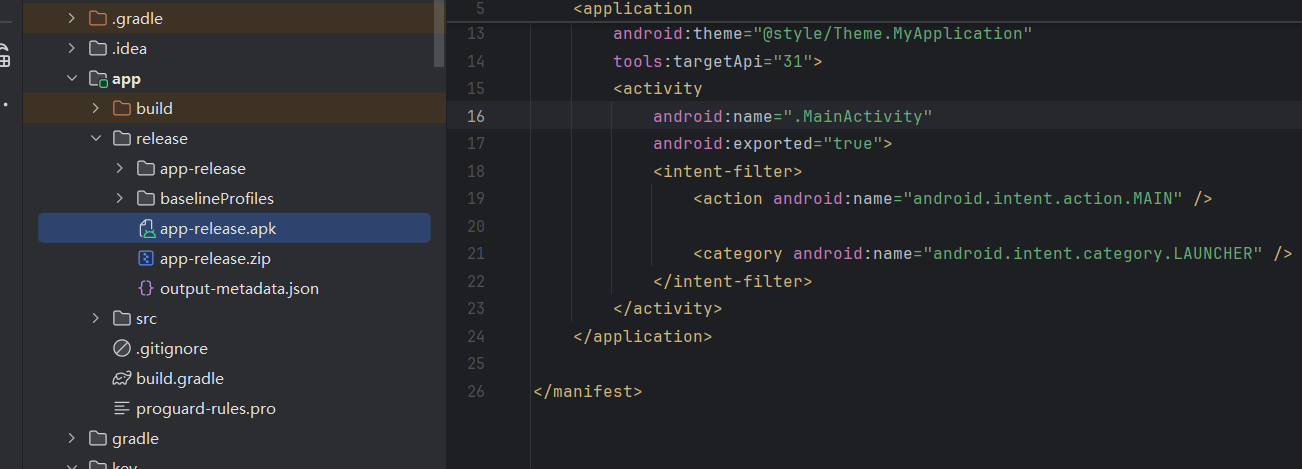 .gradle
.idea
app
build
release
app-release
baselineProfiles
app-release.apk
app-release.zip
output-metadata.json
src
.gitignore
build.gradle
proguard-rules.pro
gradle
key
5 <application
13 android:theme="@style/Theme.MyApplication"
14 tools:targetApi="31">
15 <activity
16 android:name=".MainActivity"
17 android:exported="true">
18 <intent-filter>
19 <action android:name="android.intent.action.MAIN" />
20
21 <category android:name="android.intent.category.LAUNCHER" />
22 </intent-filter>
23 </activity>
24 </application>
25
26 </manifest>